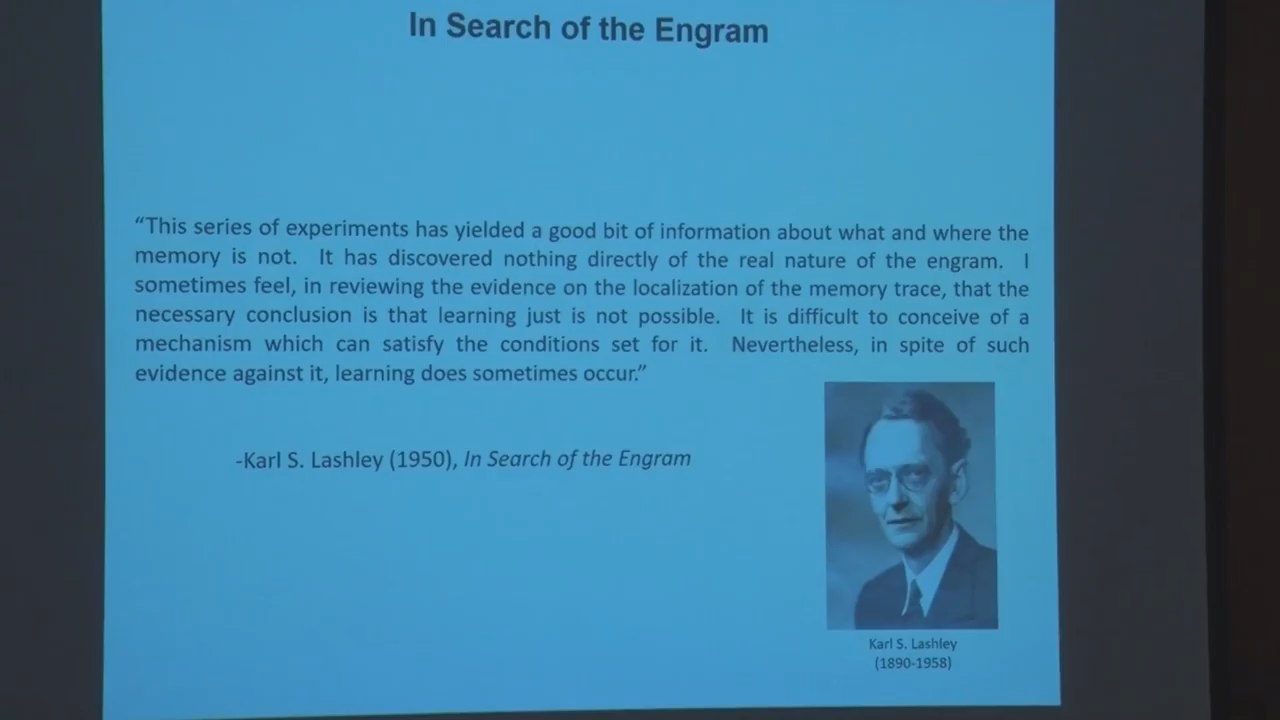 In Search of the Engram
“This series of experiments has yielded a good bit of information about what and where the
memory is not. It has discovered nothing directly of the real nature of the engram. I
sometimes feel, in reviewing the evidence on the localization of the memory trace, that the
necessary conclusion is that learning just is not possible. It is difficult to conceive of a
mechanism which can satisfy the conditions set for it. Nevertheless, in spite of such
evidence against it, learning does sometimes occur.”
-Karl S. Lashley (1950), In Search of the Engram
Karl S. Lashley
(1890-1958)